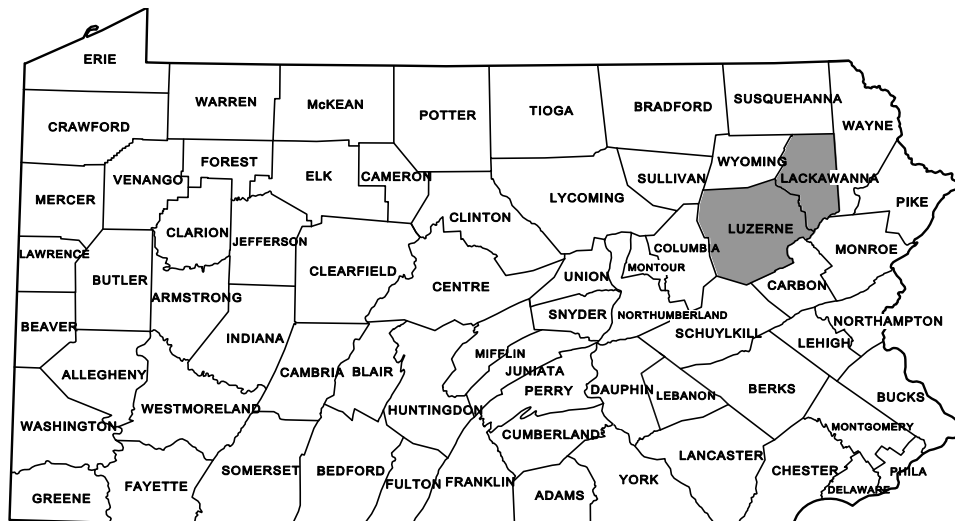 ERIE
WARREN
McKEAN
POTTER
TIOGA
BRADFORD
SUSQUEHANNA
WAYNE
CRAWFORD
FOREST
VENANGO
ELK
CAMERON
WYOMING
SULLIVAN
LACKAWANNA
MERCER
LYCOMING
PIKE
CLINTON
CLARION
JEFFERSON
LUZERNE
COLUMBIA
MONROE
LAWRENCE
CLEARFIELD
MONTOUR
UNION
BUTLER
CENTRE
CARBON
ARMSTRONG
SNYDER
NORTHUMBERLAND
NORTHAMPTON
BEAVER
INDIANA
SCHUYLKILL
LEHIGH
MIFFLIN
ALLEGHENY
CAMBRIA
BLAIR
JUNIATA
PERRY
DAUPHIN
LEBANON
BERKS
BUCKS
WESTMORELAND
HUNTINGDON
WASHINGTON
CUMBERLAND
MONTGOMERY
LANCASTER
SOMERSET
BEDFORD
CHESTER
PHILA
FAYETTE
FULTON
FRANKLIN
YORK
DELAWARE
GREENE
ADAMS